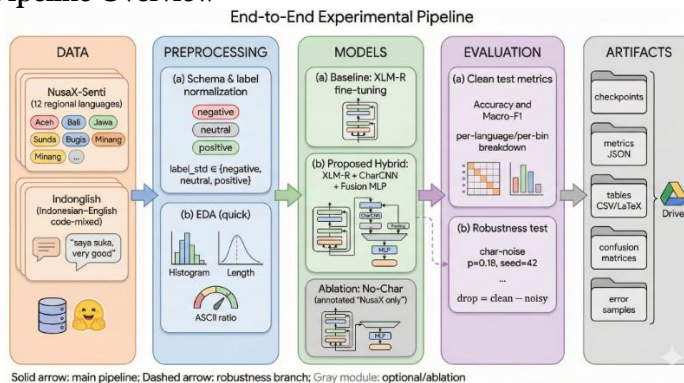 End-to-End Experimental Pipeline
DATA
NusaX-Senti
(12 regional languages)
Aceh
Bali
Jawa
Sunda
Bugis
Minang
Minang
...
Indonglish
(Indonesian–English
code-mixed)
"saya suka,
very good"
PREPROCESSING
(a) Schema & label
normalization
negative
neutral
positive
label_std ∈ {negative,
neutral, positive}
(b) EDA (quick)
Histogram
Length
ASCII ratio
MODELS
(a) Baseline: XLM-R
fine-tuning
(b) Proposed Hybrid:
XLM-R + CharCNN
+ Fusion MLP
CharCNN
MLP
Ablation: No-Char
(annotated "NusaX only")
MLP
EVALUATION
(a) Clean test metrics
Accuracy and
Macro-F1
per-language/per-bin
breakdown
(b) Robustness test
char-noise
p=0.18, seed=42
...
drop = clean − noisy
ARTIFACTS
checkpoints
metrics
JSON
tables
CSV/LaTeX
confusion
matrices
error
samples
Drive
Solid arrow: main pipeline; Dashed arrow: robustness branch; Gray module: optional/ablation